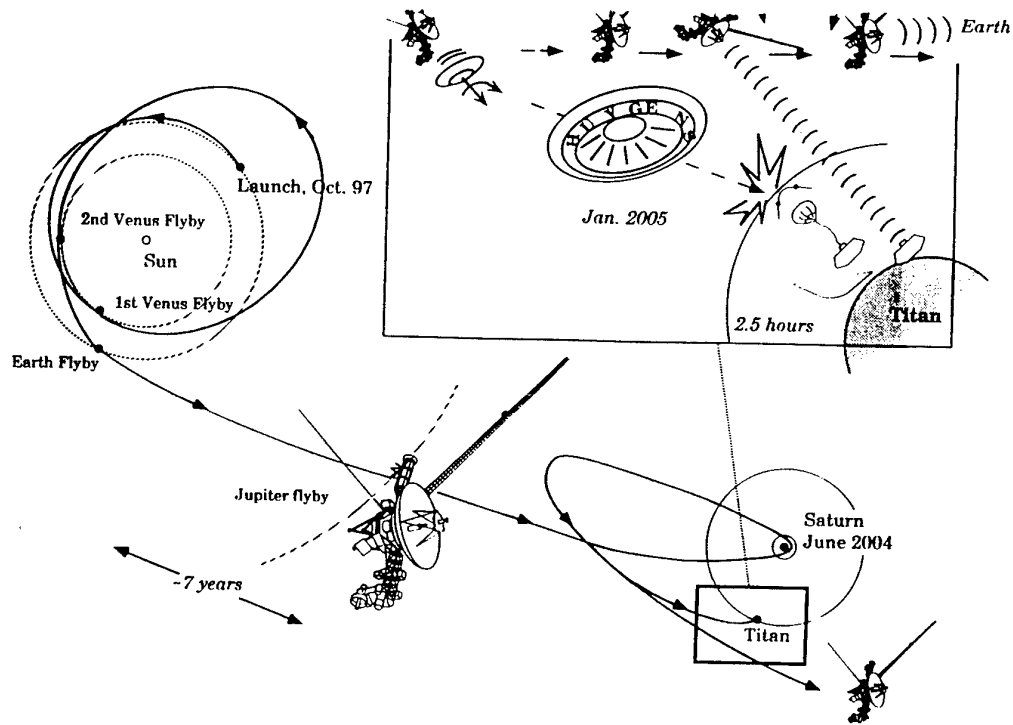 Earth
HUYGENS
Launch, Oct. 97
Jan. 2005
2nd Venus Flyby
Sun
1st Venus Flyby
2.5 hours
Titan
Earth Flyby
Jupiter flyby
Saturn
June 2004
~7 years
Titan